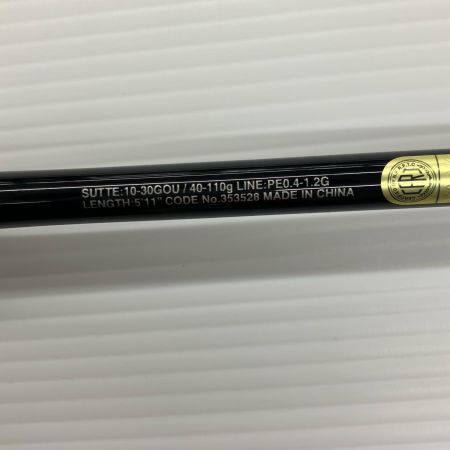 SUTTE:10-30GOU / 40-110g LINE:PE0.4-1.2G
LENGTH:5'11" CODE No.353528 MADE IN CHINA